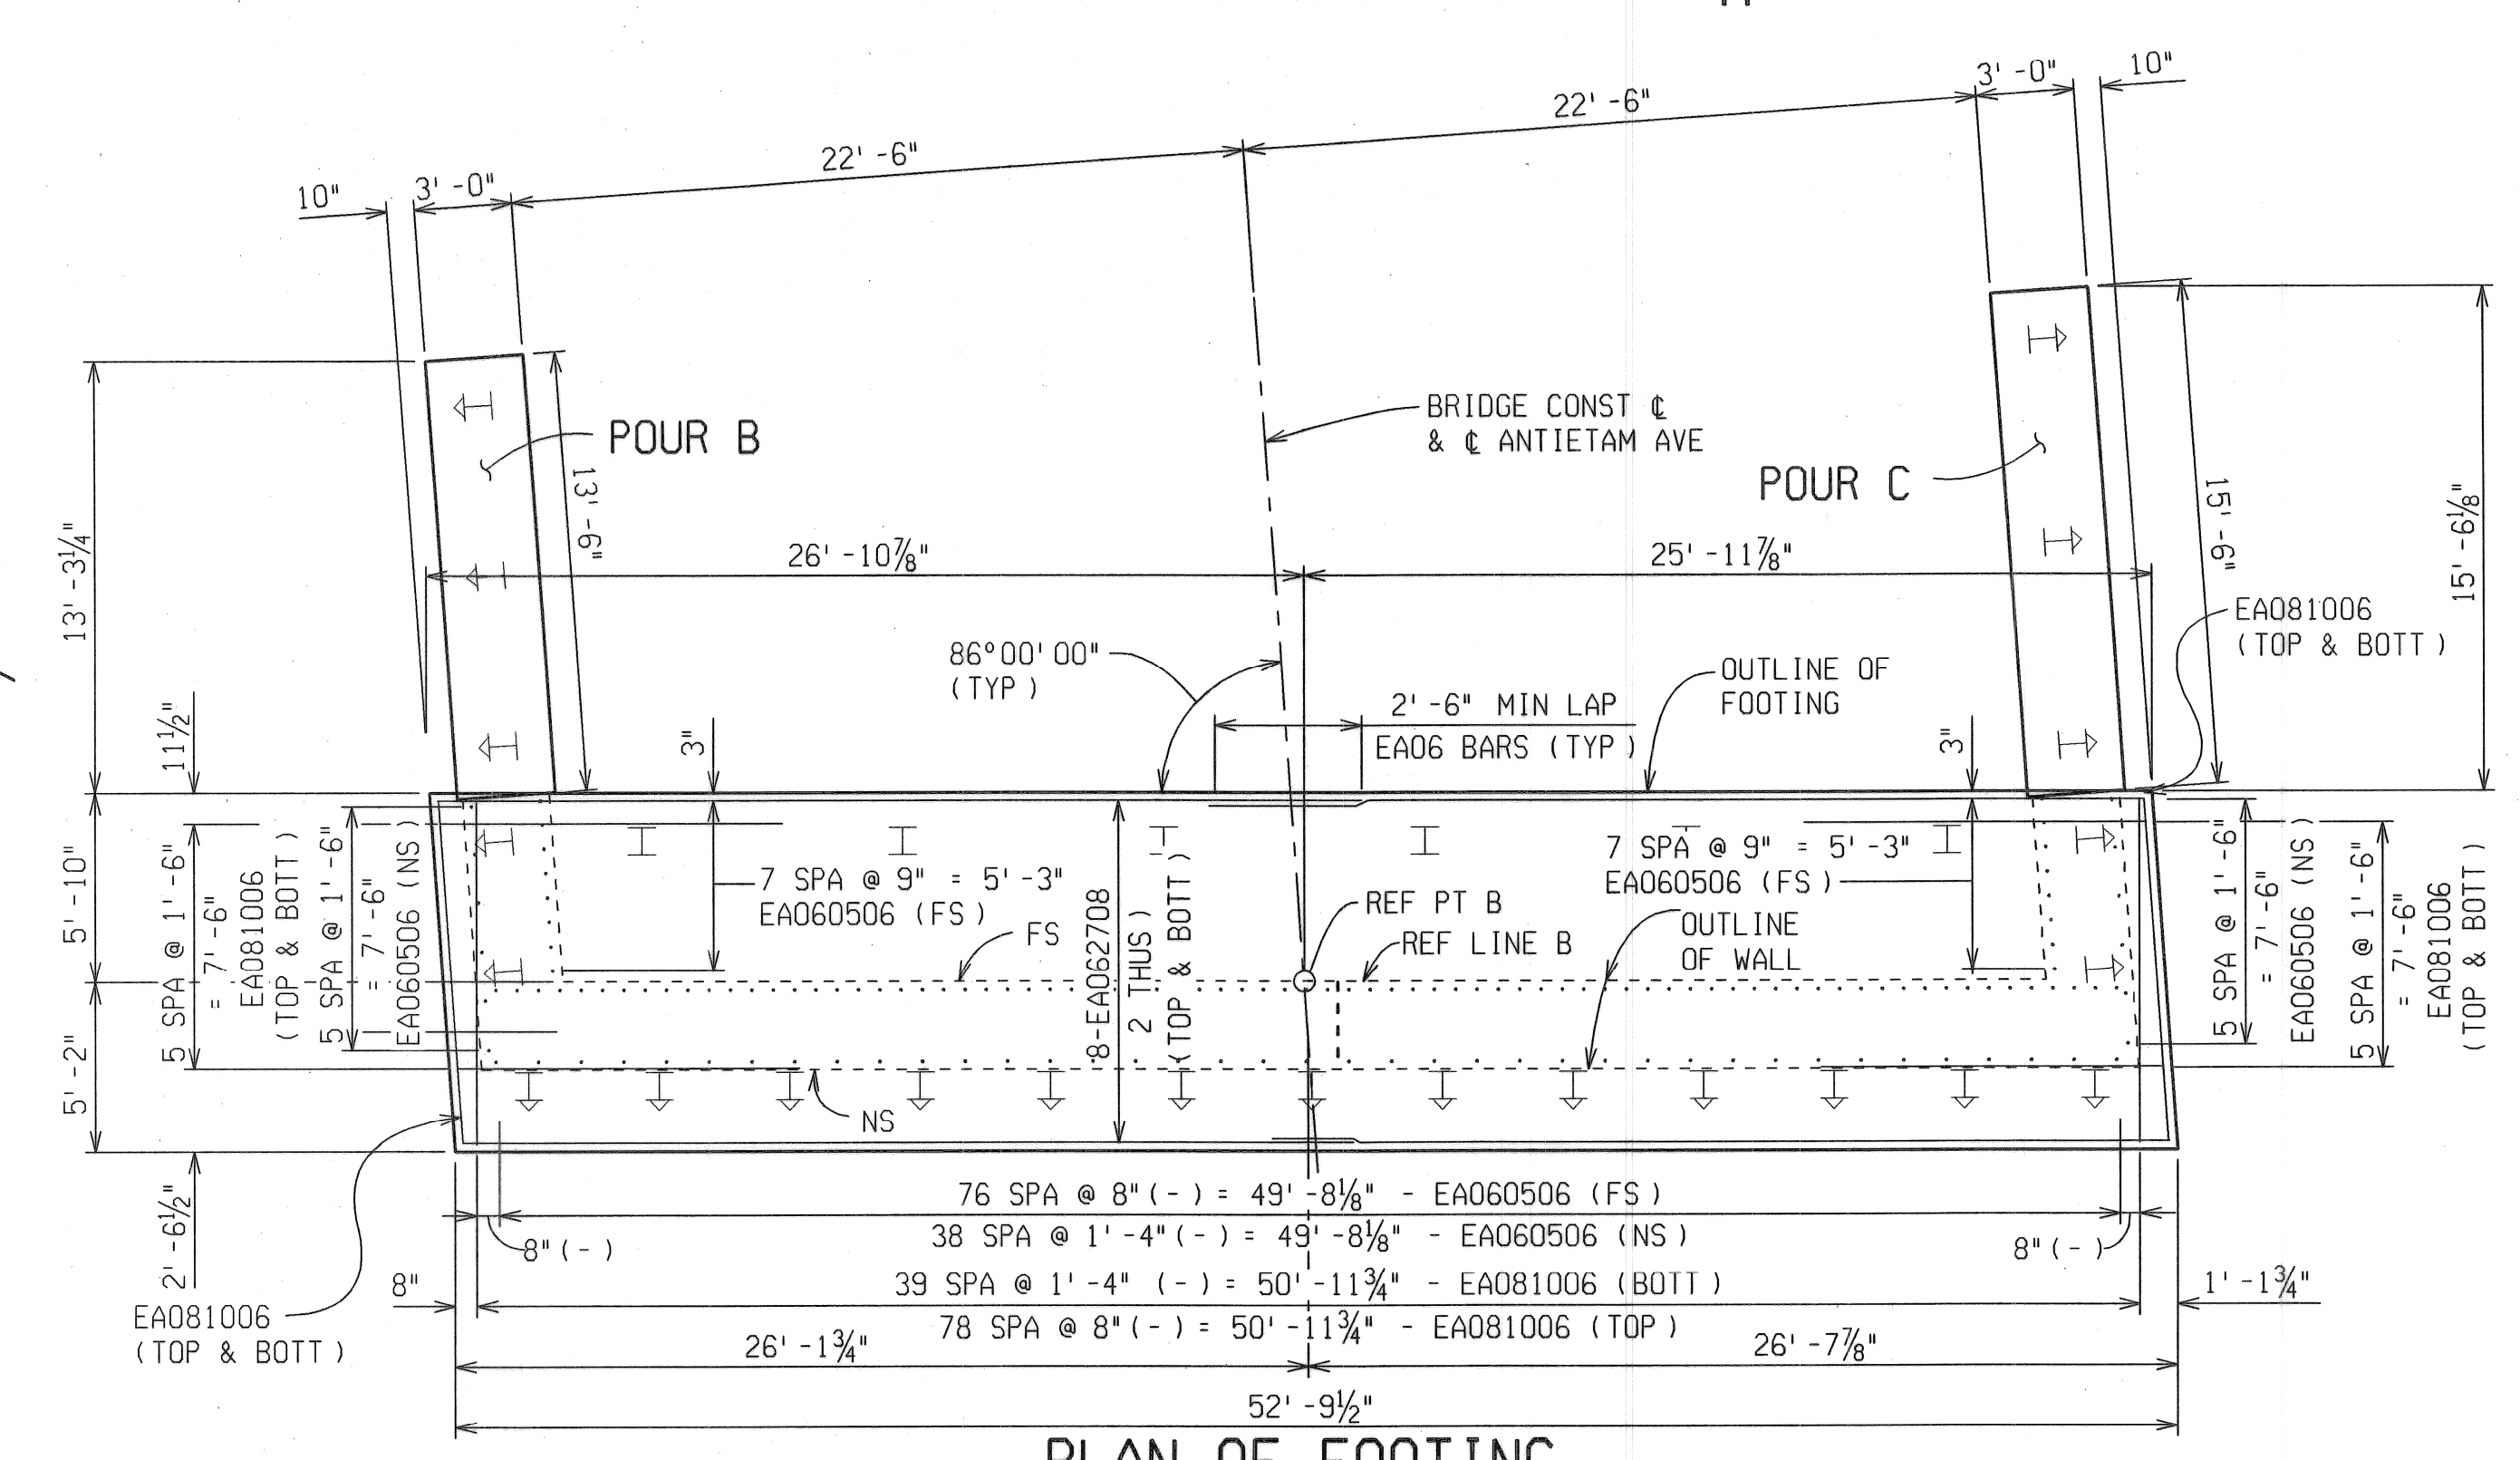 3'-0"
10"
22'-6"
22'-6"
10"
3'-0"
BRIDGE CONST ℄
& ℄ ANTIETAM AVE
POUR B
POUR C
13'-6"
15'-6"
13'-3¼"
15'-6⅛"
26'-10⅞"
25'-11⅞"
EA081006
(TOP & BOTT)
86°00'00"
(TYP)
OUTLINE OF
FOOTING
2'-6" MIN LAP
EA06 BARS (TYP)
11½"
3"
3"
5'-10"
5 SPA @ 1'-6"
= 7'-6"
EA081006
(TOP & BOTT)
5 SPA @ 1'-6"
= 7'-6"
EA060506 (NS)
7 SPA @ 9" = 5'-3"
EA060506 (FS)
FS
8-EA062708
2 THUS)
(TOP & BOTT)
REF PT B
REF LINE B
7 SPA @ 9" = 5'-3"
EA060506 (FS)
OUTLINE
OF WALL
5 SPA @ 1'-6"
= 7'-6"
EA060506 (NS)
5 SPA @ 1'-6"
= 7'-6"
EA081006
(TOP & BOTT)
5'-2"
NS
2'-6½"
76 SPA @ 8"(-) = 49'-8⅛" - EA060506 (FS)
8"(-)
38 SPA @ 1'-4"(-) = 49'-8⅛" - EA060506 (NS)
8"(-)
8"
39 SPA @ 1'-4" (-) = 50'-11¾" - EA081006 (BOTT)
1'-1¾"
EA081006
(TOP & BOTT)
78 SPA @ 8"(-) = 50'-11¾" - EA081006 (TOP)
26'-1¾"
26'-7⅞"
52'-9½"
PLAN OF FOOTING